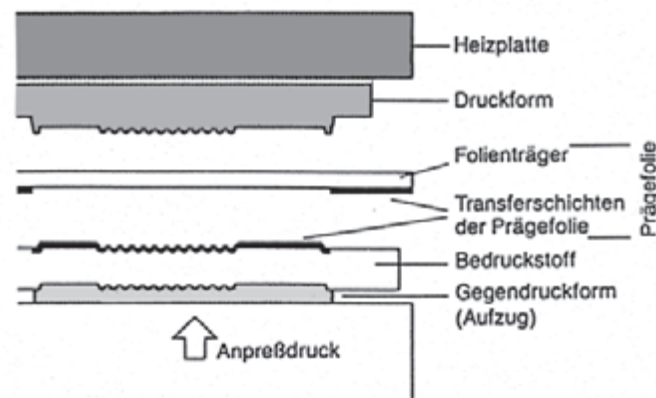 Heizplatte
Druckform
Folienträger
Transferschichten
der Prägefolie
Prägefolie
Bedruckstoff
Gegendruckform
(Aufzug)
Anpreßdruck